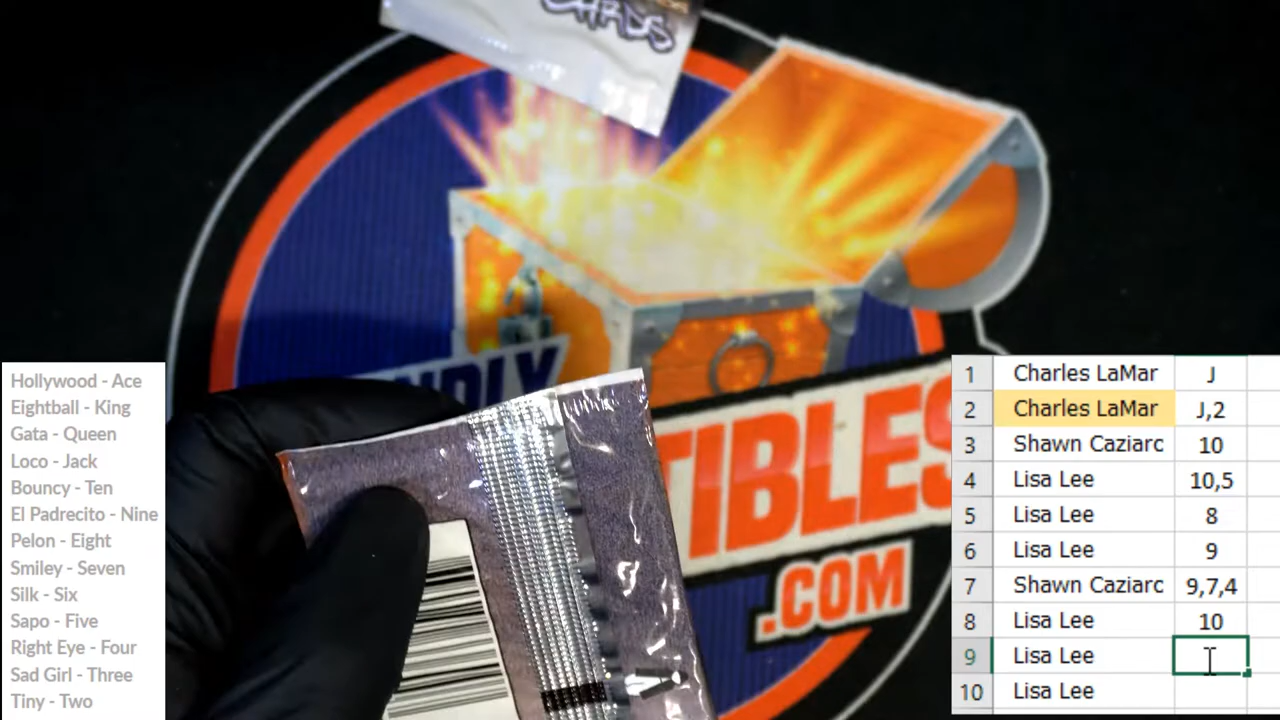 CARDS
NDLY
TIBLES
.COM
Hollywood - Ace
Eightball - King
Gata - Queen
Loco - Jack
Bouncy - Ten
El Padrecito - Nine
Pelon - Eight
Smiley - Seven
Silk - Six
Sapo - Five
Right Eye - Four
Sad Girl - Three
Tiny - Two
1 Charles LaMar J
2 Charles LaMar J,2
3 Shawn Caziarc 10
4 Lisa Lee 10,5
5 Lisa Lee 8
6 Lisa Lee 9
7 Shawn Caziarc 9,7,4
8 Lisa Lee 10
9 Lisa Lee
10 Lisa Lee